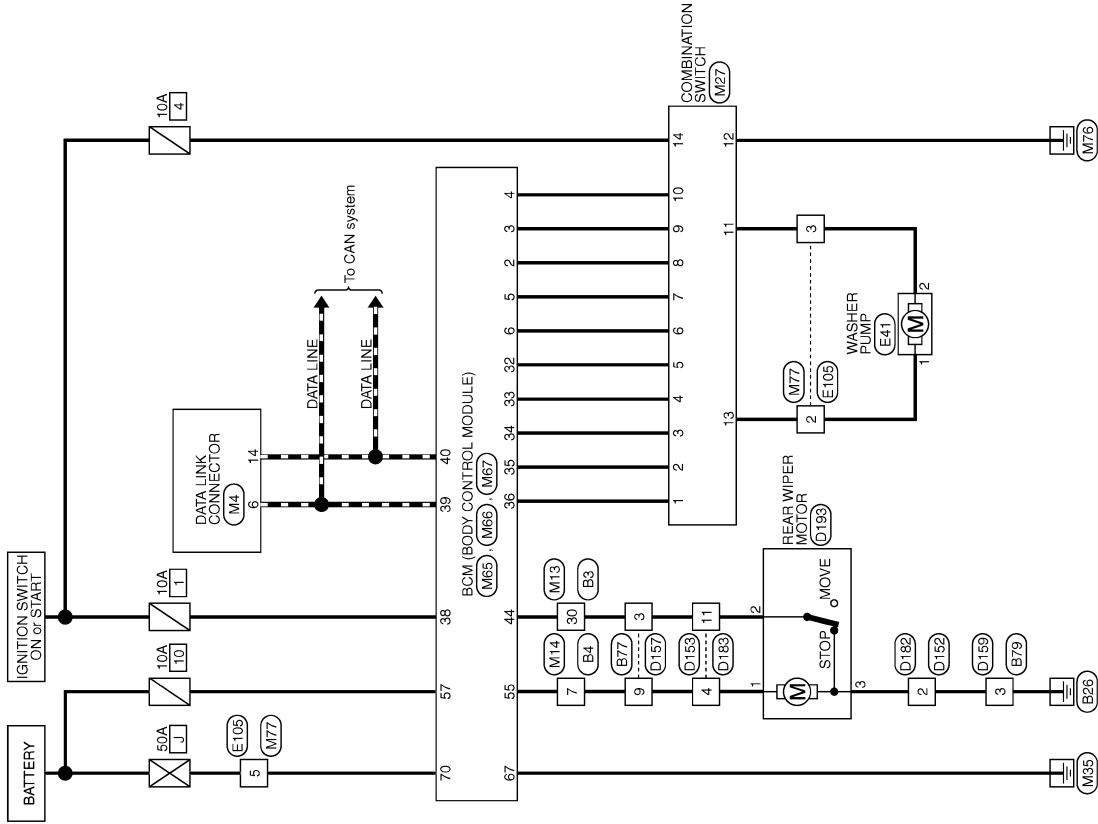 BATTERY
IGNITION SWITCH
ON or START
50A
J
10A
10
10A
1
10A
4
5
E105
M77
DATA LINK
CONNECTOR
M4
6
14
DATA LINE
DATA LINE
To CAN system
70
57
38
39
40
BCM (BODY CONTROL MODULE)
M65
,
M66
,
M67
67
55
44
36
35
34
33
32
6
5
2
3
4
1
2
3
4
5
6
7
8
9
10
14
COMBINATION
SWITCH
M27
13
11
12
7
M14
B4
30
M13
B3
9
B77
D157
3
4
D153
D183
11
1
2
REAR WIPER
MOTOR
D193
M
STOP
MOVE
3
2
D182
D152
3
D159
B79
2
M77
E105
3
WASHER
PUMP
E41
1
M
2
M35
B26
M76